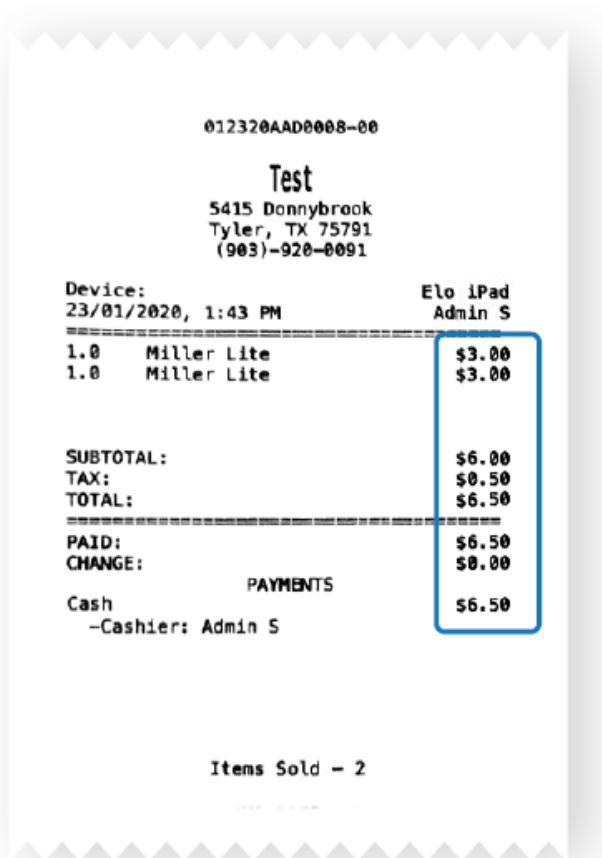 012320AAD0008-00
Test
5415 Donnybrook
Tyler, TX 75791
(903)-920-0091
Device: Elo iPad
23/01/2020, 1:43 PM Admin S
1.0 Miller Lite $3.00
1.0 Miller Lite $3.00
SUBTOTAL: $6.00
TAX: $0.50
TOTAL: $6.50
PAID: $6.50
CHANGE: $0.00
PAYMENTS
Cash $6.50
-Cashier: Admin S
Items Sold - 2